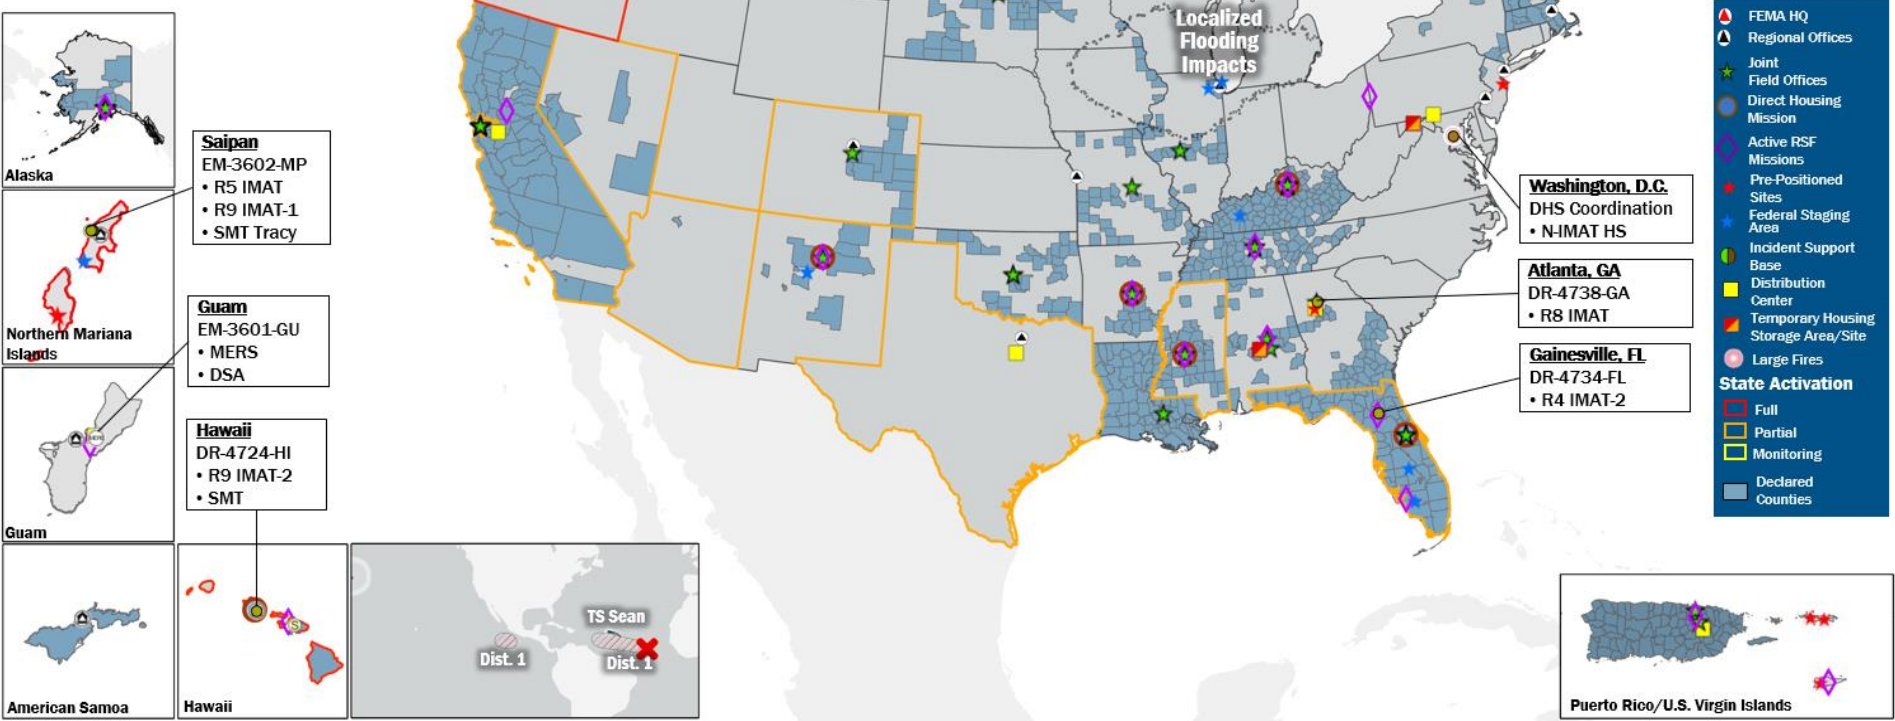 Localized
Flooding
Impacts
Alaska
Saipan
EM-3602-MP
• R5 IMAT
• R9 IMAT-1
• SMT Tracy
Northern Mariana
Islands
Guam
EM-3601-GU
• MERS
• DSA
MERS
Guam
Hawaii
DR-4724-HI
• R9 IMAT-2
• SMT
American Samoa
S
Hawaii
TS Sean
Dist. 1
Dist. 1
Washington, D.C.
DHS Coordination
• N-IMAT HS
Atlanta, GA
DR-4738-GA
• R8 IMAT
Gainesville, FL
DR-4734-FL
• R4 IMAT-2
Puerto Rico/U.S. Virgin Islands
FEMA HQ
Regional Offices
Joint
Field Offices
Direct Housing
Mission
Active RSF
Missions
Pre-Positioned
Sites
Federal Staging
Area
Incident Support
Base
Distribution
Center
Temporary Housing
Storage Area/Site
Large Fires
State Activation
Full
Partial
Monitoring
Declared
Counties